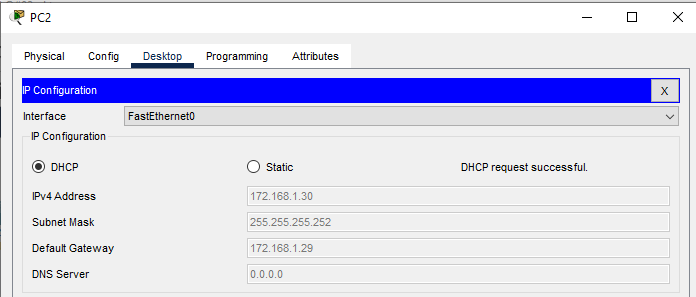 PC2
Physical Config Desktop Programming Attributes
IP Configuration X
Interface FastEthernet0
IP Configuration
DHCP Static DHCP request successful.
IPv4 Address 172.168.1.30
Subnet Mask 255.255.255.252
Default Gateway 172.168.1.29
DNS Server 0.0.0.0